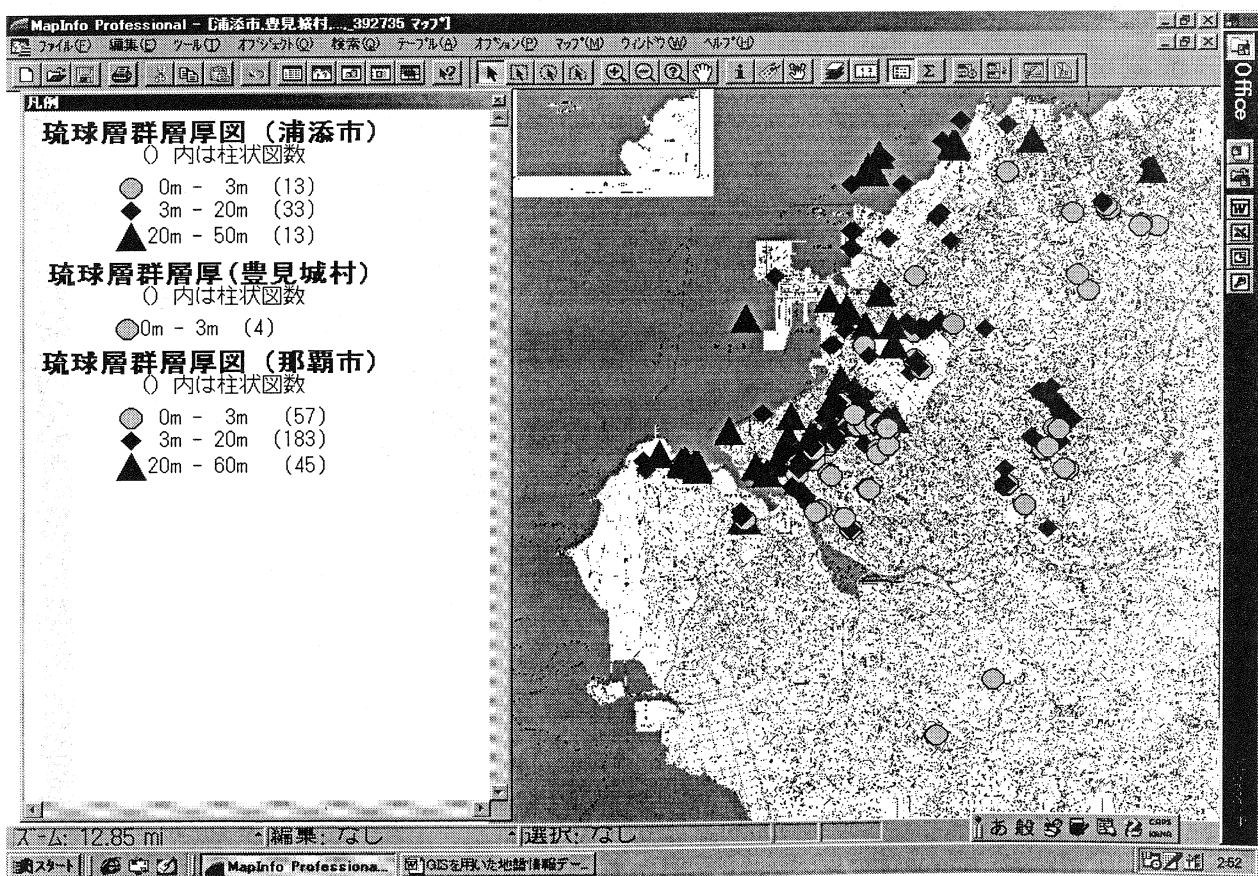 MapInfo Professional - [浦添市,豊見城村,..._392735 マップ*]
ファイル(F) 編集(E) ツール(T) オブジェクト(O) 検索(Q) テーブル(A) オプション(P) マップ(M) ウィンドウ(W) ヘルプ(H)
Office
凡例
琉球層群層厚図 (浦添市)
() 内は柱状図数
0m - 3m (13)
3m - 20m (33)
20m - 50m (13)
琉球層群層厚(豊見城村)
() 内は柱状図数
0m - 3m (4)
琉球層群層厚図 (那覇市)
() 内は柱状図数
0m - 3m (57)
3m - 20m (183)
20m - 60m (45)
ズーム: 12.85 mi 編集: なし 選択: なし
あ 般 CAPS KANA
スタート MapInfo Professiona... GISを用いた地盤情報デー... 2:52